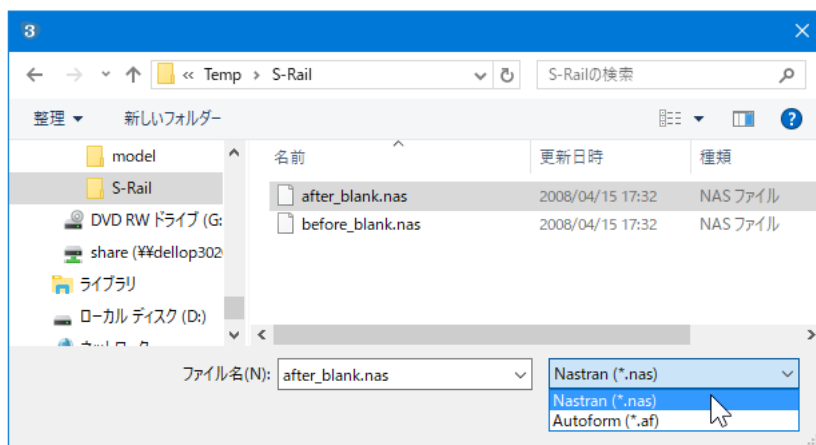 3
« Temp > S-Rail
S-Railの検索
整理
新しいフォルダー
名前
更新日時
種類
model
S-Rail
DVD RW ドライブ (G:
share (¥¥dellop302
ライブラリ
ローカル ディスク (D:)
after_blank.nas 2008/04/15 17:32 NAS ファイル
before_blank.nas 2008/04/15 17:32 NAS ファイル
ファイル名(N): after_blank.nas
Nastran (*.nas)
Nastran (*.nas)
Autoform (*.af)